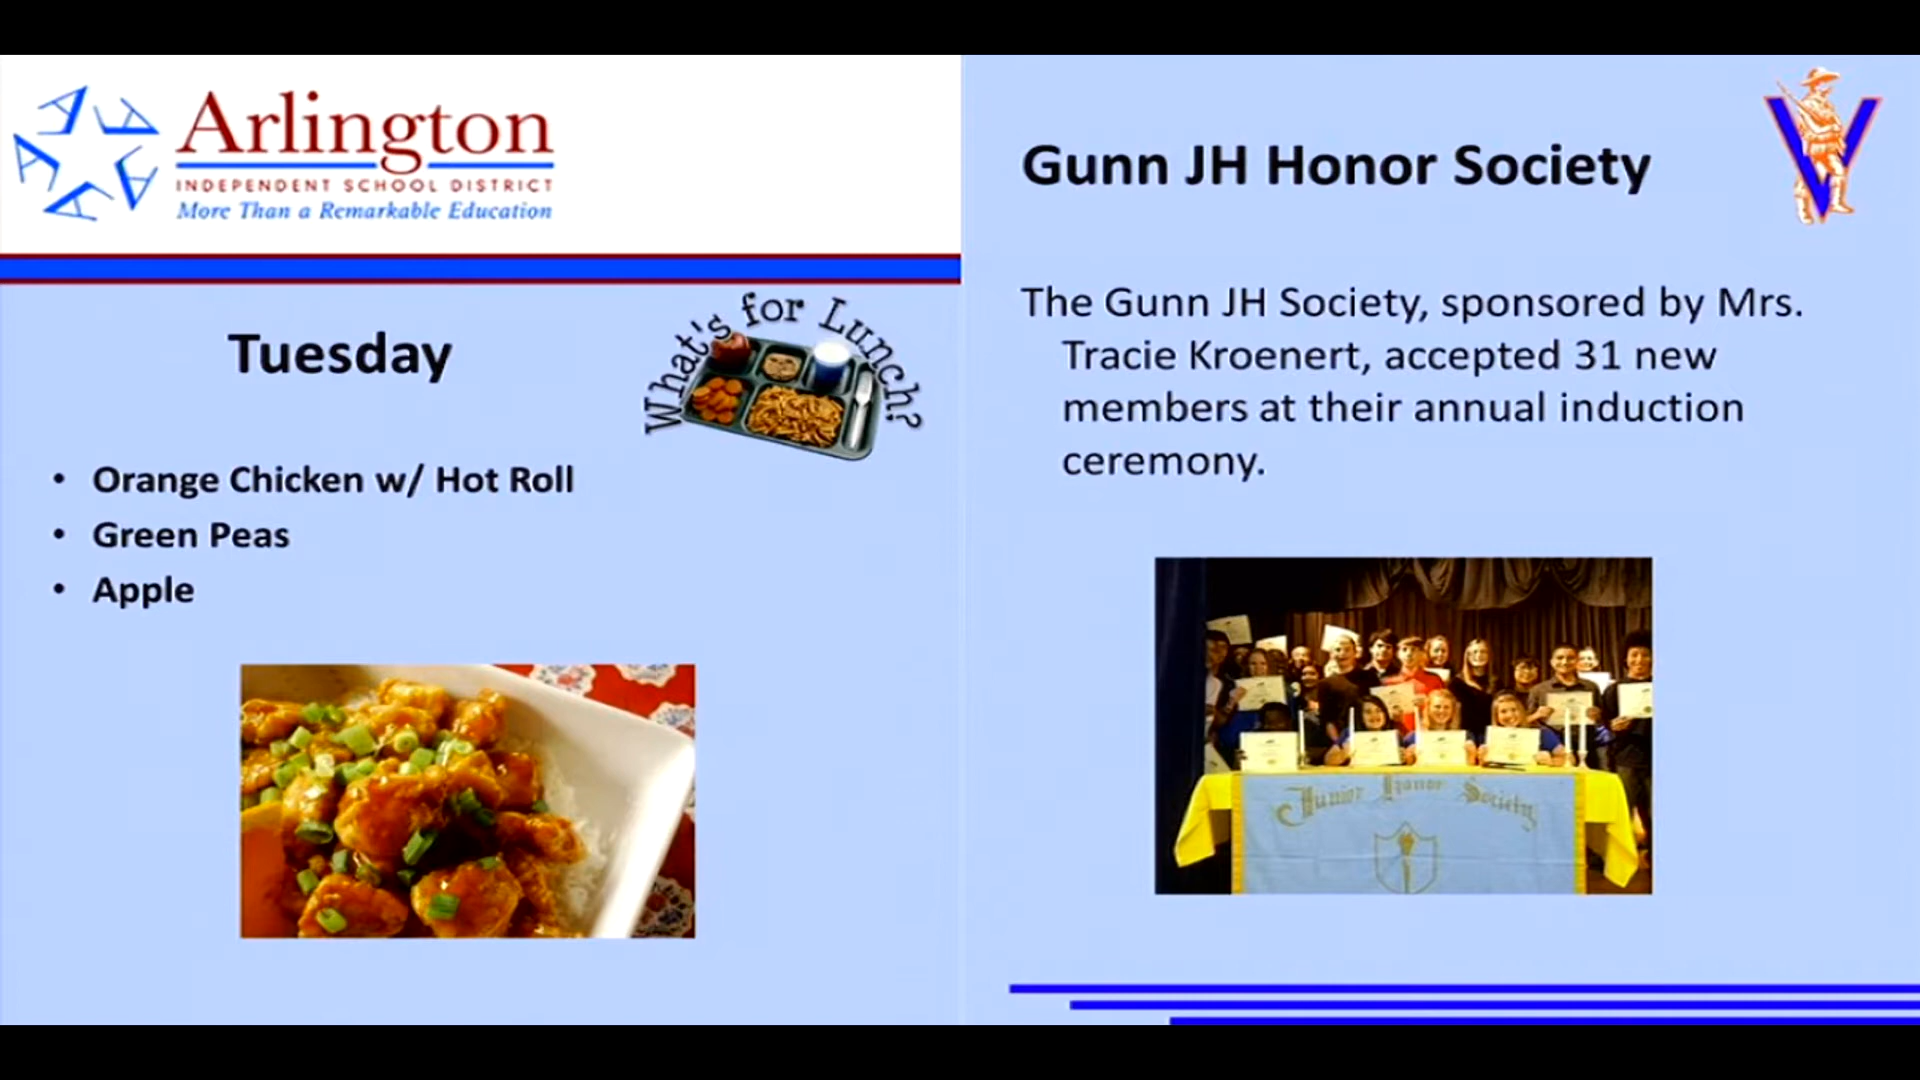 Arlington
INDEPENDENT SCHOOL DISTRICT
More Than a Remarkable Education
What's for Lunch?
Tuesday
• Orange Chicken w/ Hot Roll
• Green Peas
• Apple
Gunn JH Honor Society
V
The Gunn JH Society, sponsored by Mrs.
Tracie Kroenert, accepted 31 new
members at their annual induction
ceremony.
Junior Honor Society